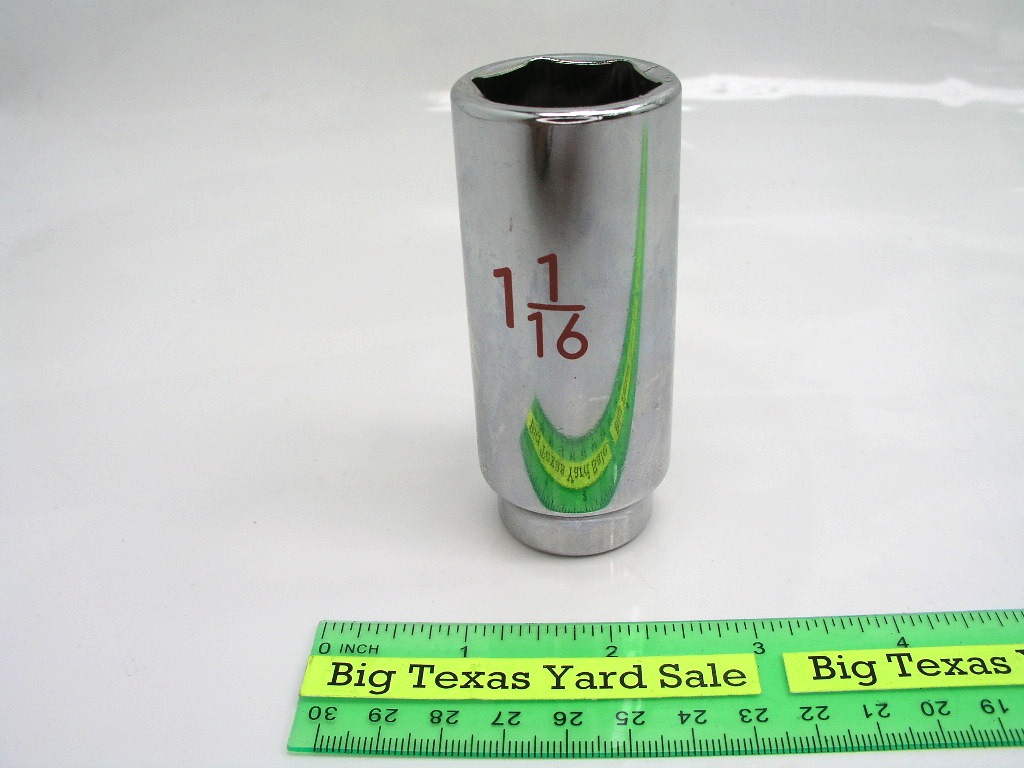 1 1/16
0 INCH 1 2 3 4
Big Texas Yard Sale Big Texas Y
30 29 28 27 26 25 24 23 22 21 20 19